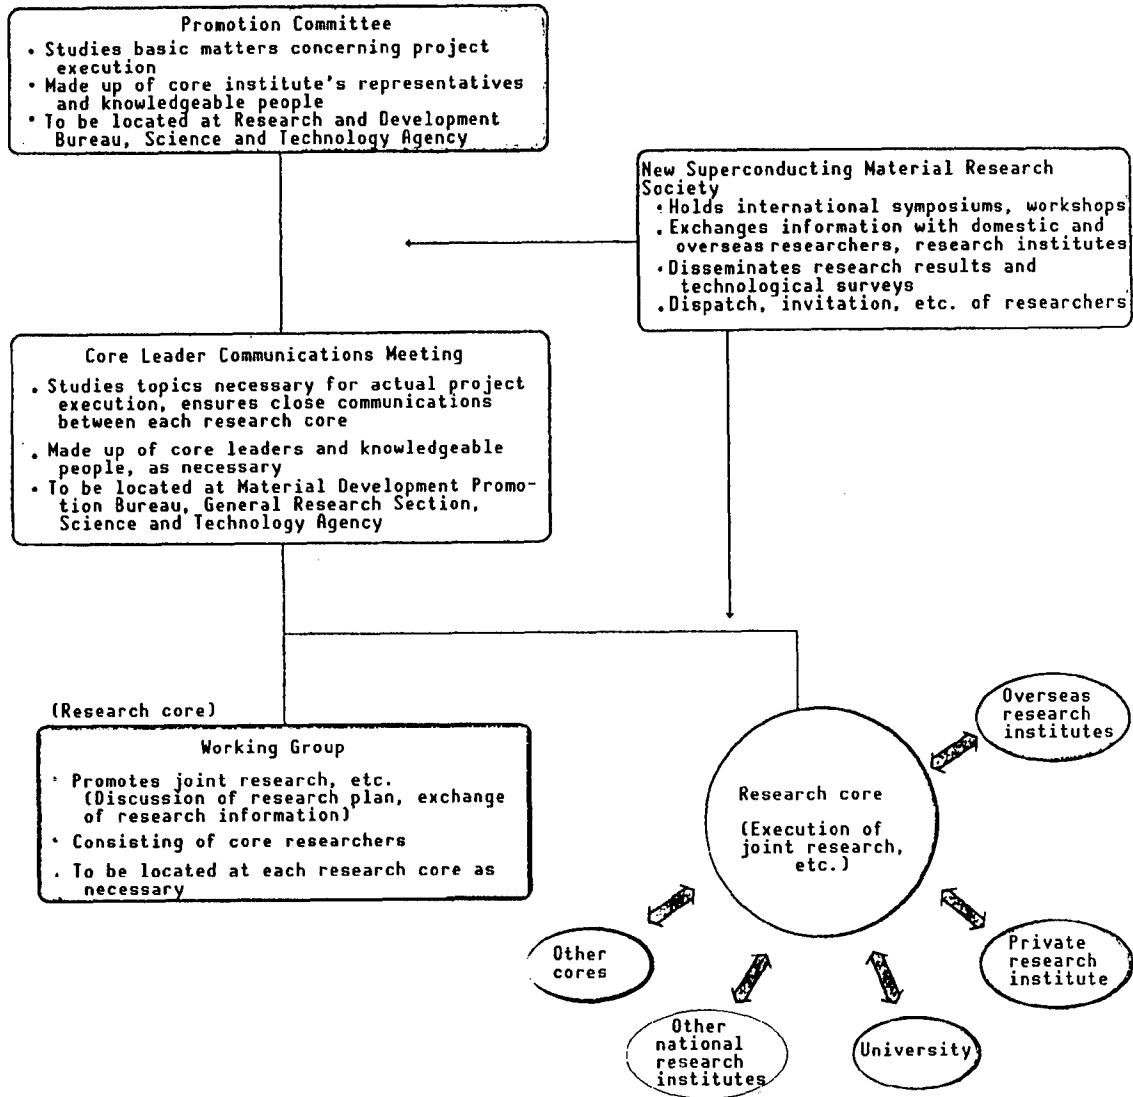 Promotion Committee
• Studies basic matters concerning project
execution
• Made up of core institute's representatives
and knowledgeable people
• To be located at Research and Development
Bureau, Science and Technology Agency
New Superconducting Material Research
Society
• Holds international symposiums, workshops
• Exchanges information with domestic and
overseas researchers, research institutes
• Disseminates research results and
technological surveys
• Dispatch, invitation, etc. of researchers
Core Leader Communications Meeting
• Studies topics necessary for actual project
execution, ensures close communications
between each research core
• Made up of core leaders and knowledgeable
people, as necessary
• To be located at Material Development Promo-
tion Bureau, General Research Section,
Science and Technology Agency
(Research core)
Working Group
• Promotes joint research, etc.
(Discussion of research plan, exchange
of research information)
• Consisting of core researchers
• To be located at each research core as
necessary
Research core
(Execution of
joint research,
etc.)
Overseas
research
institutes
Private
research
institute
University
Other
national
research
institutes
Other
cores